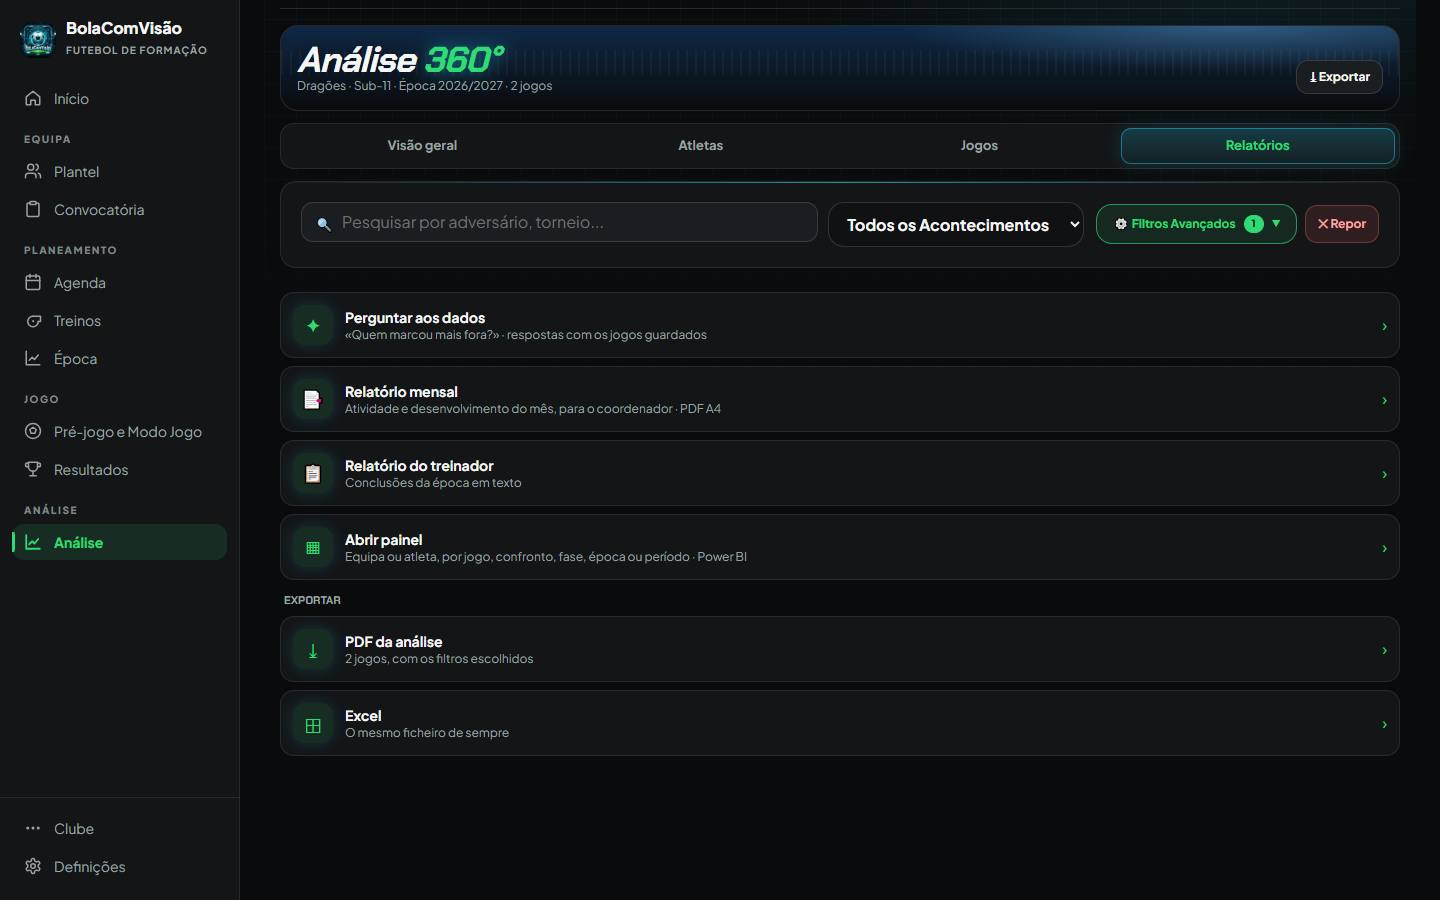 BolaComVisão
FUTEBOL DE FORMAÇÃO
Início
EQUIPA
Plantel
Convocatória
PLANEAMENTO
Agenda
Treinos
Época
JOGO
Pré-jogo e Modo Jogo
Resultados
ANÁLISE
Análise
Clube
Definições
Análise 360°
Dragões · Sub-11 · Época 2026/2027 · 2 jogos
⤓ Exportar
Visão geral
Atletas
Jogos
Relatórios
Pesquisar por adversário, torneio...
Todos os Acontecimentos
Filtros Avançados 1 ▼
✕ Repor
Perguntar aos dados
«Quem marcou mais fora?» · respostas com os jogos guardados
Relatório mensal
Atividade e desenvolvimento do mês, para o coordenador · PDF A4
Relatório do treinador
Conclusões da época em texto
Abrir painel
Equipa ou atleta, por jogo, confronto, fase, época ou período · Power BI
EXPORTAR
PDF da análise
2 jogos, com os filtros escolhidos
Excel
O mesmo ficheiro de sempre